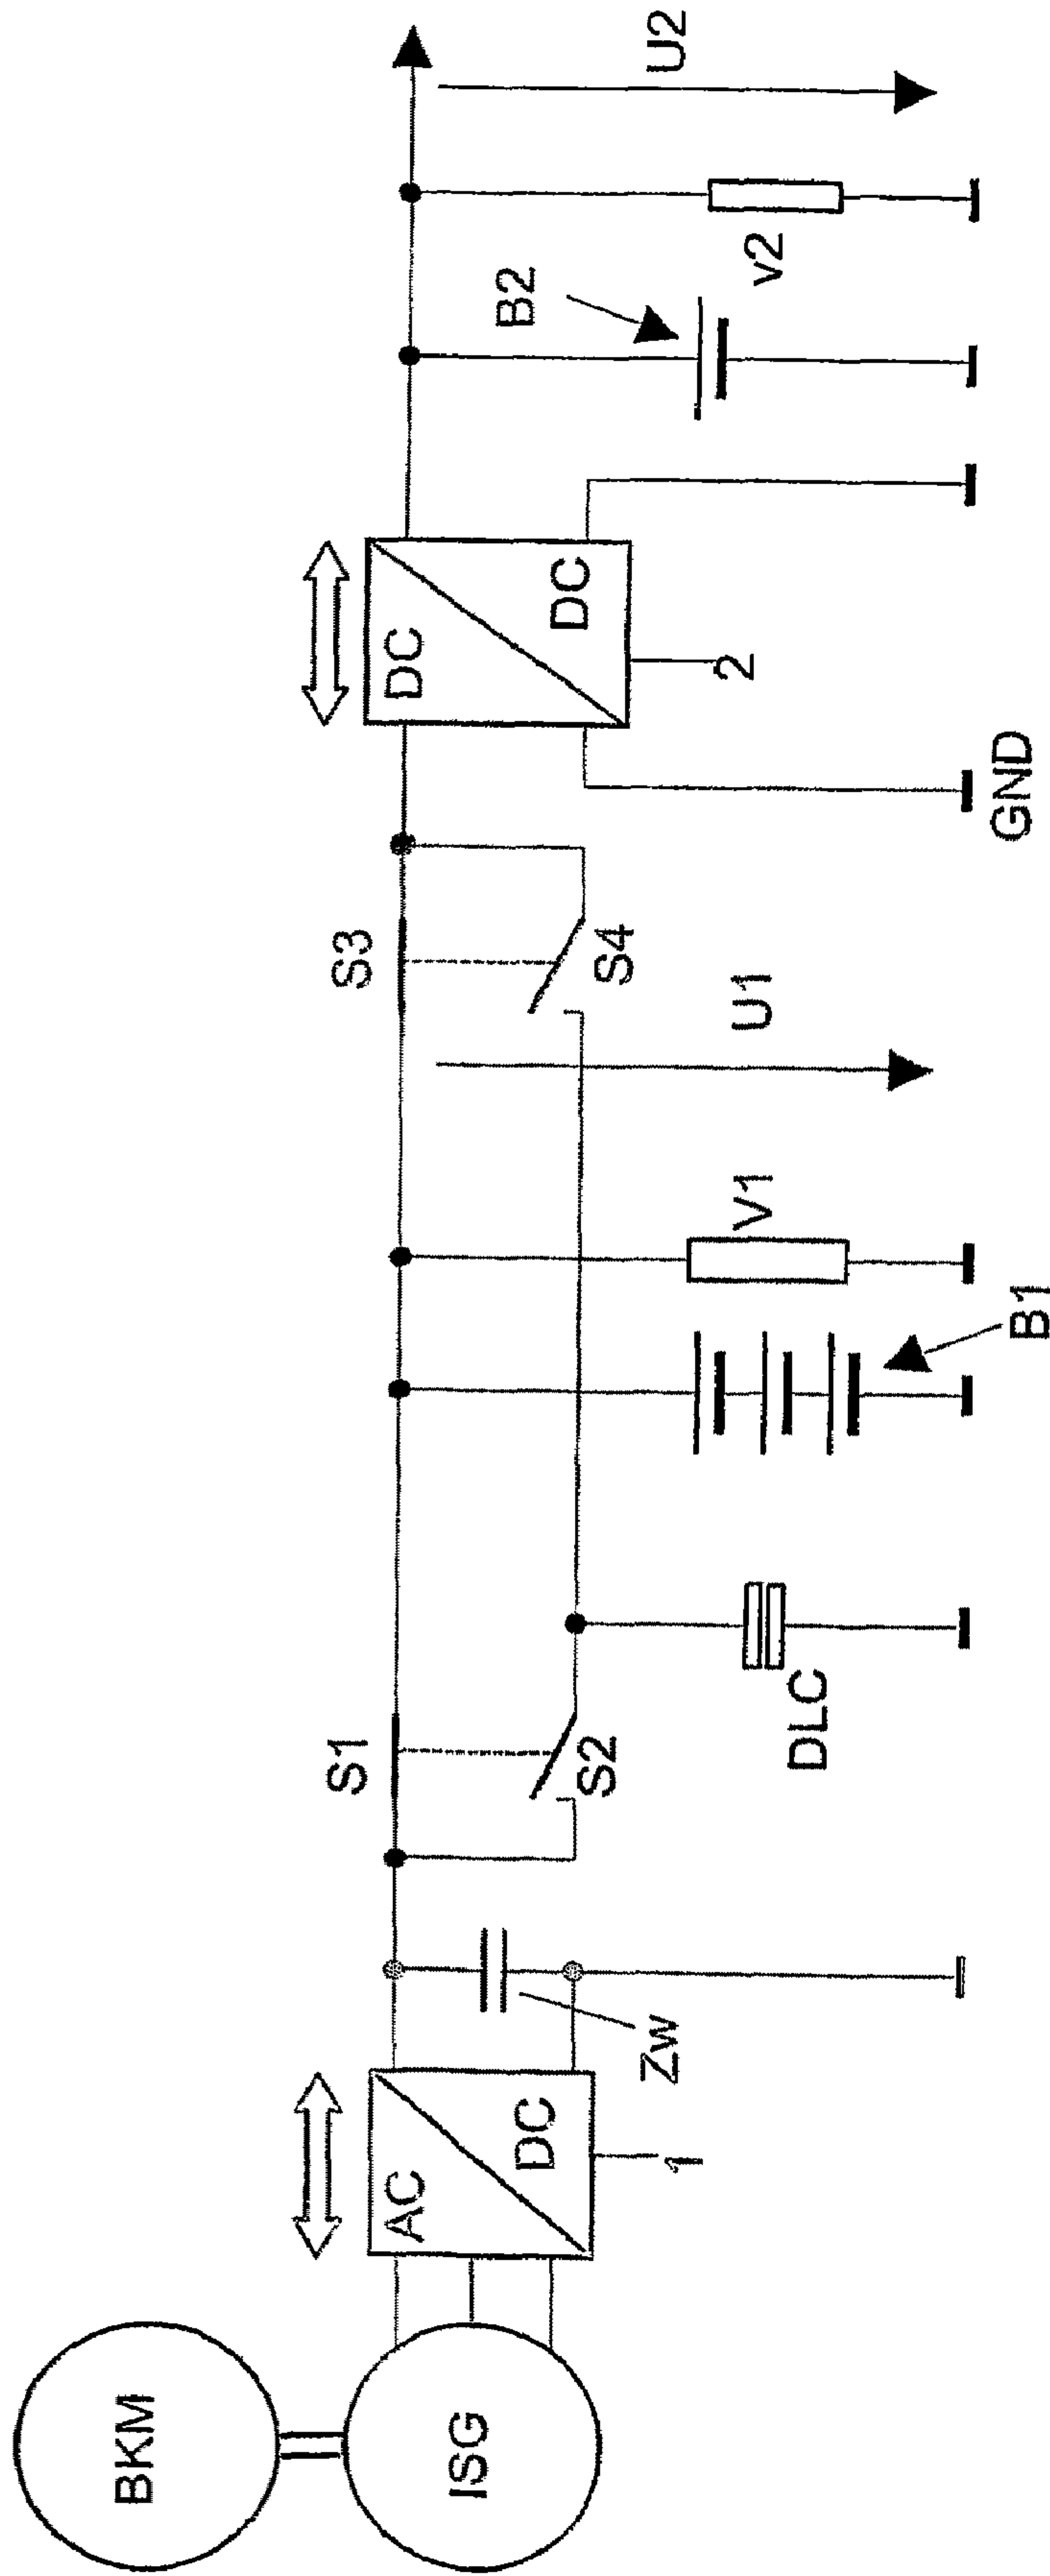 BKM
ISG
AC
DC
1
Zw
S1
S2
DLC
B1
V1
U1
S3
S4
GND
DC
DC
2
B2
v2
U2